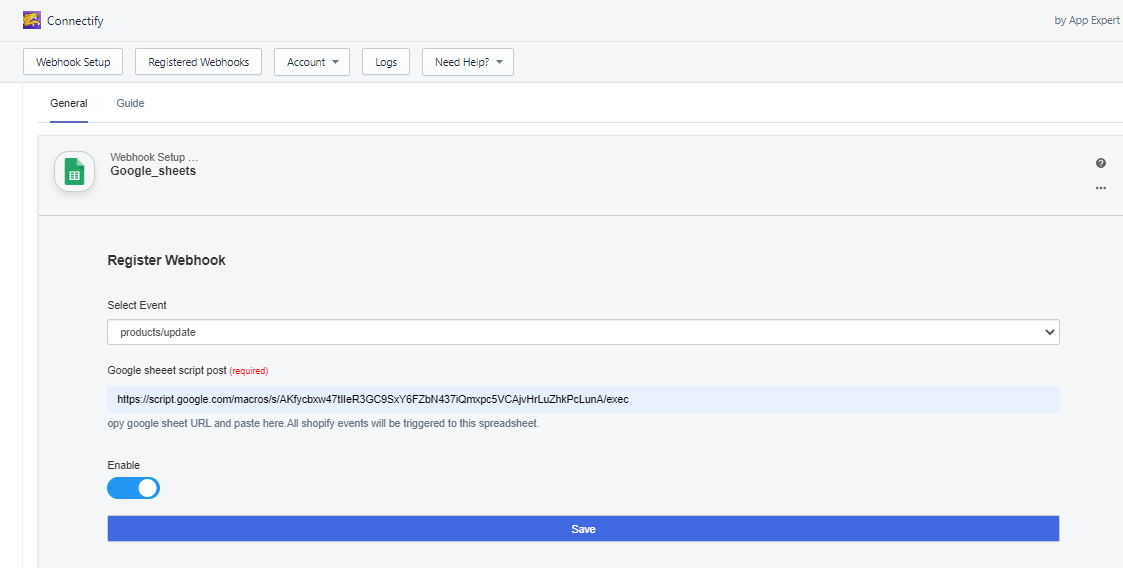 Connectify
by App Expert
Webhook Setup
Registered Webhooks
Account
Logs
Need Help?
General
Guide
Webhook Setup ...
Google_sheets
Register Webhook
Select Event
products/update
Google sheeet script post (required)
https://script.google.com/macros/s/AKfycbxw47tIIeR3GC9SxY6FZbN437iQmxpc5VCAjvHrLuZhkPcLunA/exec
opy google sheet URL and paste here.All shopify events will be triggered to this spreadsheet.
Enable
Save